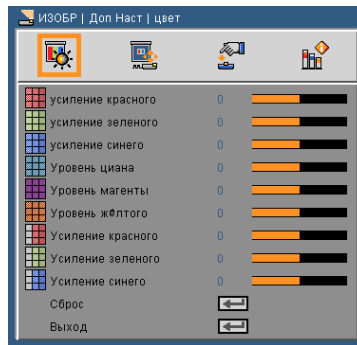 ИЗОБР | Доп Наст | цвет
усиление красного 0
усиление зеленого 0
усиление синего 0
Уровень циана 0
Уровень магенты 0
Уровень жёлтого 0
Усиление красного 0
Усиление зеленого 0
Усиление синего 0
Сброс
Выход